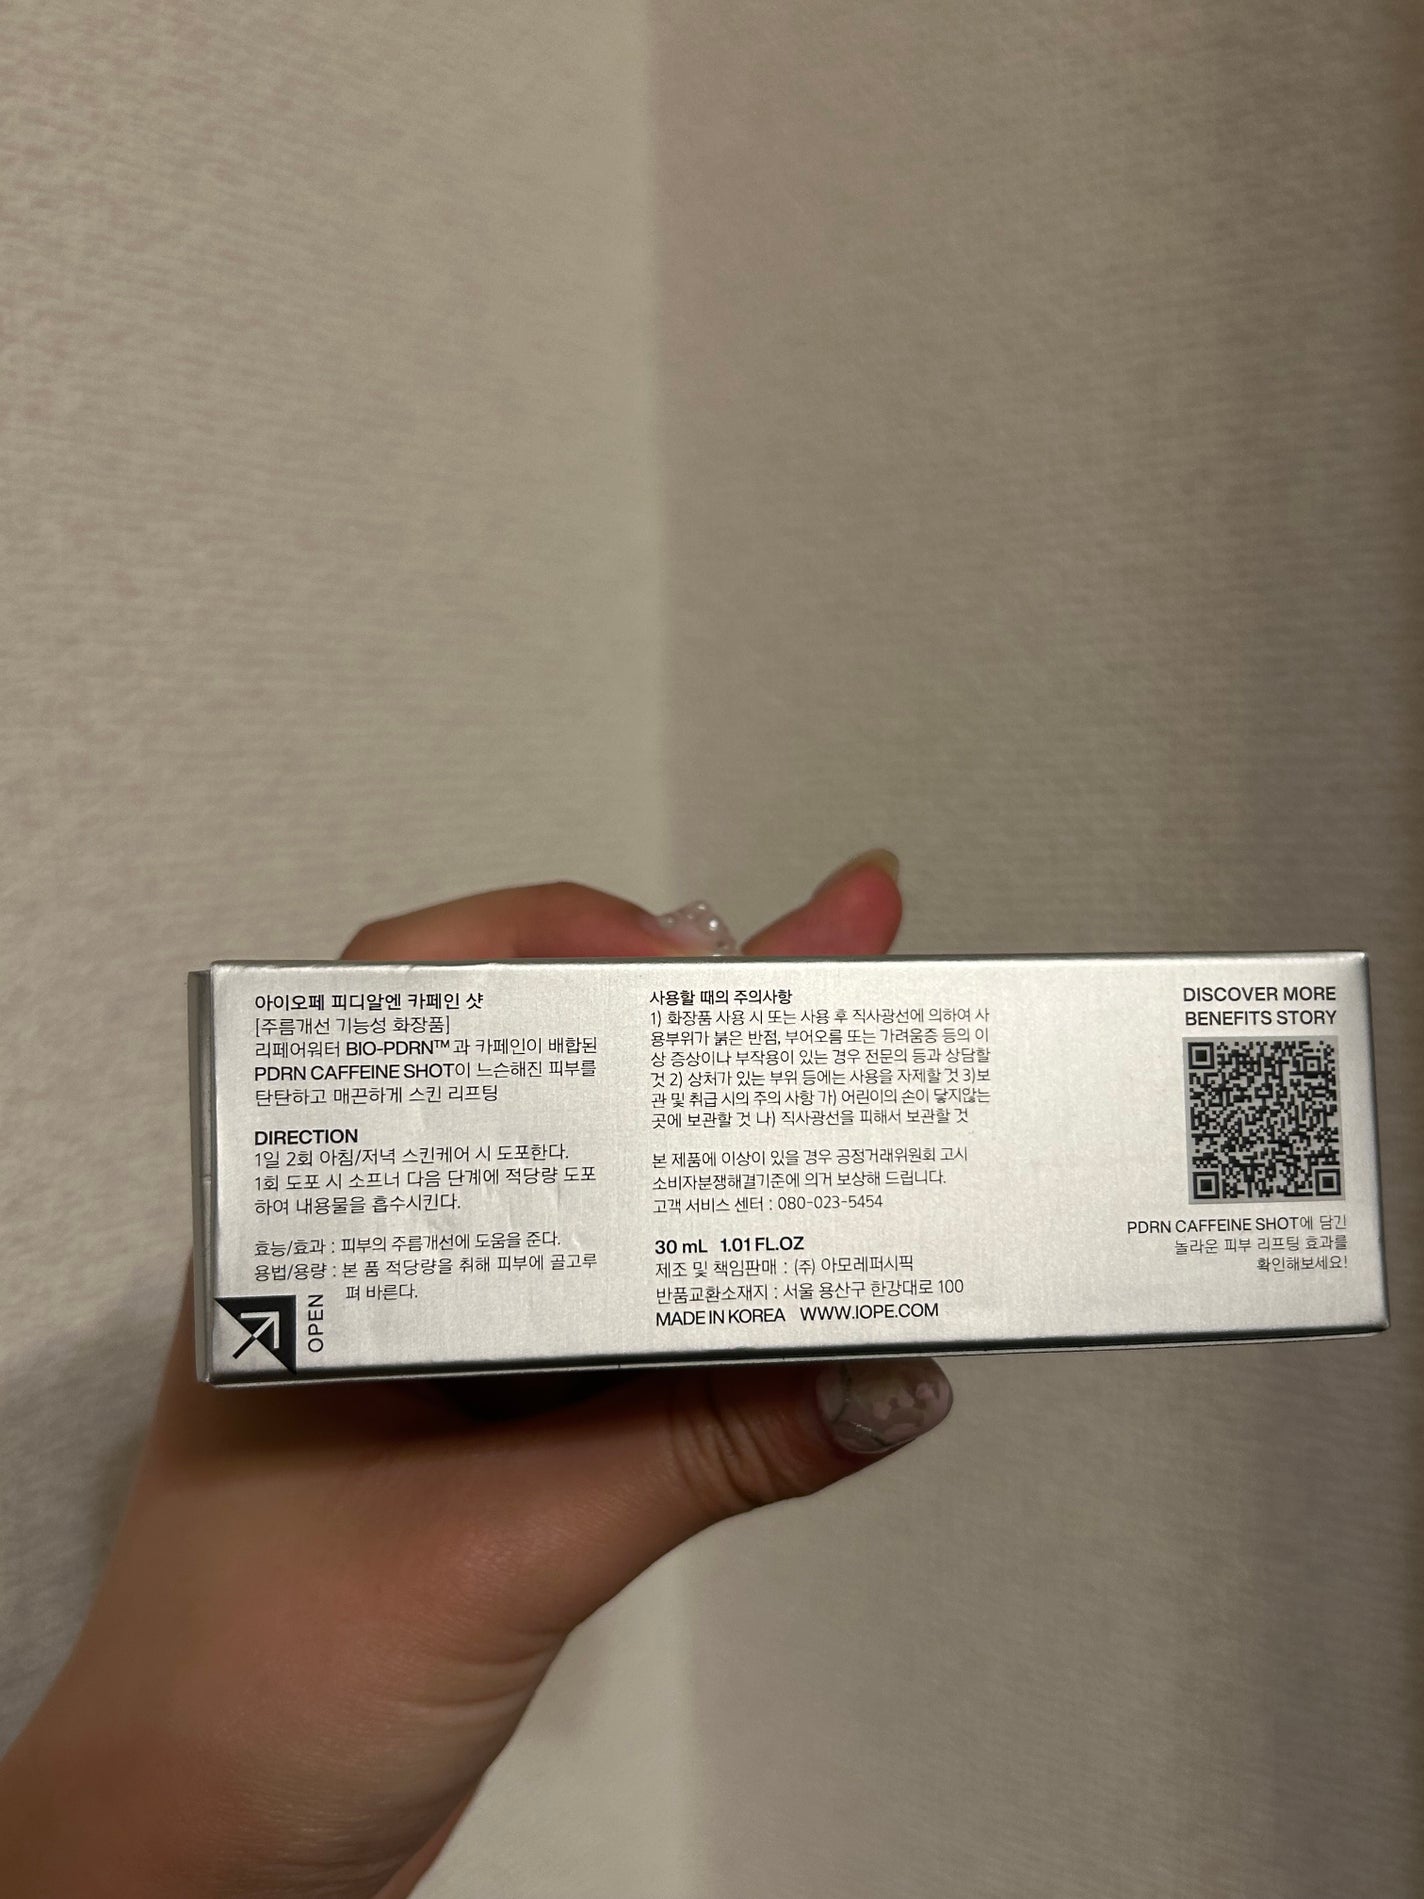 아이오페 피디알엔 카페인 샷
[주름개선 기능성 화장품]
리페어워터 BIO-PDRN™과 카페인이 배합된
PDRN CAFFEINE SHOT이 느슨해진 피부를
탄탄하고 매끈하게 스킨 리프팅
DIRECTION
1일 2회 아침/저녁 스킨케어 시 도포한다.
1회 도포 시 소프너 다음 단계에 적당량 도포
하여 내용물을 흡수시킨다.
효능/효과 : 피부의 주름개선에 도움을 준다.
용법/용량 : 본 품 적당량을 취해 피부에 골고루
펴 바른다.
OPEN
사용할 때의 주의사항
1) 화장품 사용 시 또는 사용 후 직사광선에 의하여 사
용부위가 붉은 반점, 부어오름 또는 가려움증 등의 이
상 증상이나 부작용이 있는 경우 전문의 등과 상담할
것 2) 상처가 있는 부위 등에는 사용을 자제할 것 3)보
관 및 취급 시의 주의 사항 가) 어린이의 손이 닿지않는
곳에 보관할 것 나) 직사광선을 피해서 보관할 것
본 제품에 이상이 있을 경우 공정거래위원회 고시
소비자분쟁해결기준에 의거 보상해 드립니다.
고객 서비스 센터 : 080-023-5454
30 mL 1.01 FL.OZ
제조 및 책임판매 : (주) 아모레퍼시픽
반품교환소재지 : 서울 용산구 한강대로 100
MADE IN KOREA WWW.IOPE.COM
DISCOVER MORE
BENEFITS STORY
PDRN CAFFEINE SHOT에 담긴
놀라운 피부 리프팅 효과를
확인해보세요!